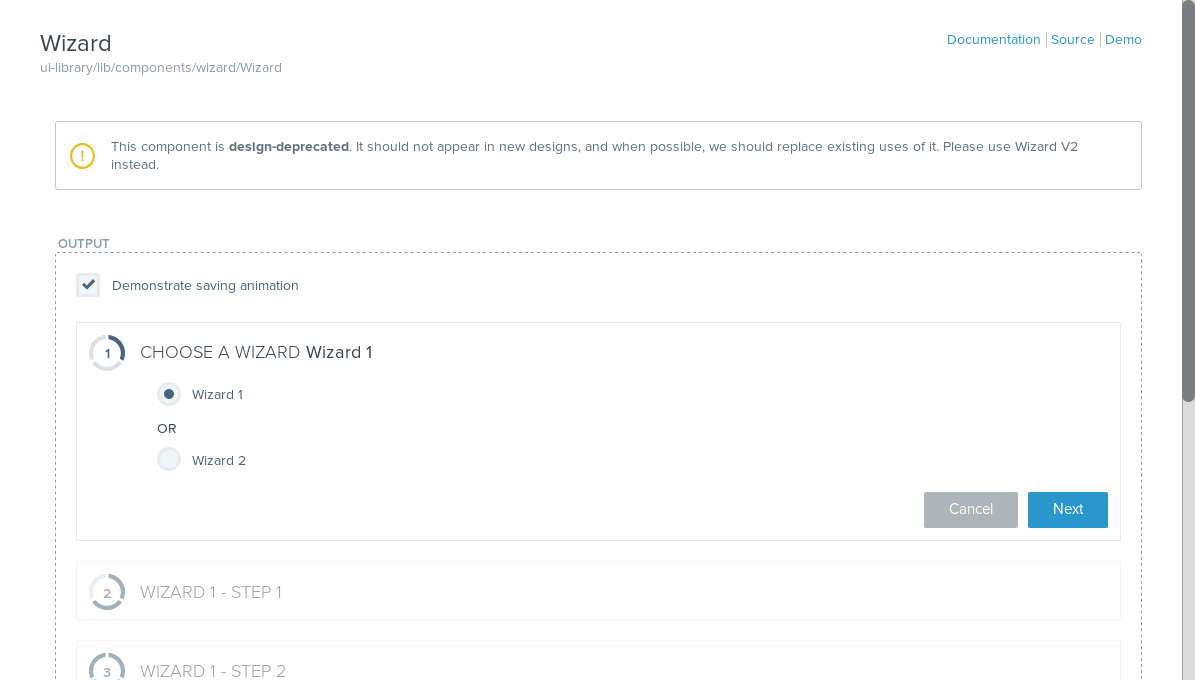 Wizard
Documentation Source Demo
ui-library/lib/components/wizard/Wizard
! This component is design-deprecated. It should not appear in new designs, and when possible, we should replace existing uses of it. Please use Wizard V2
instead.
OUTPUT
Demonstrate saving animation
1 CHOOSE A WIZARD Wizard 1
Wizard 1
OR
Wizard 2
Cancel Next
2 WIZARD 1 - STEP 1
3 WIZARD 1 - STEP 2